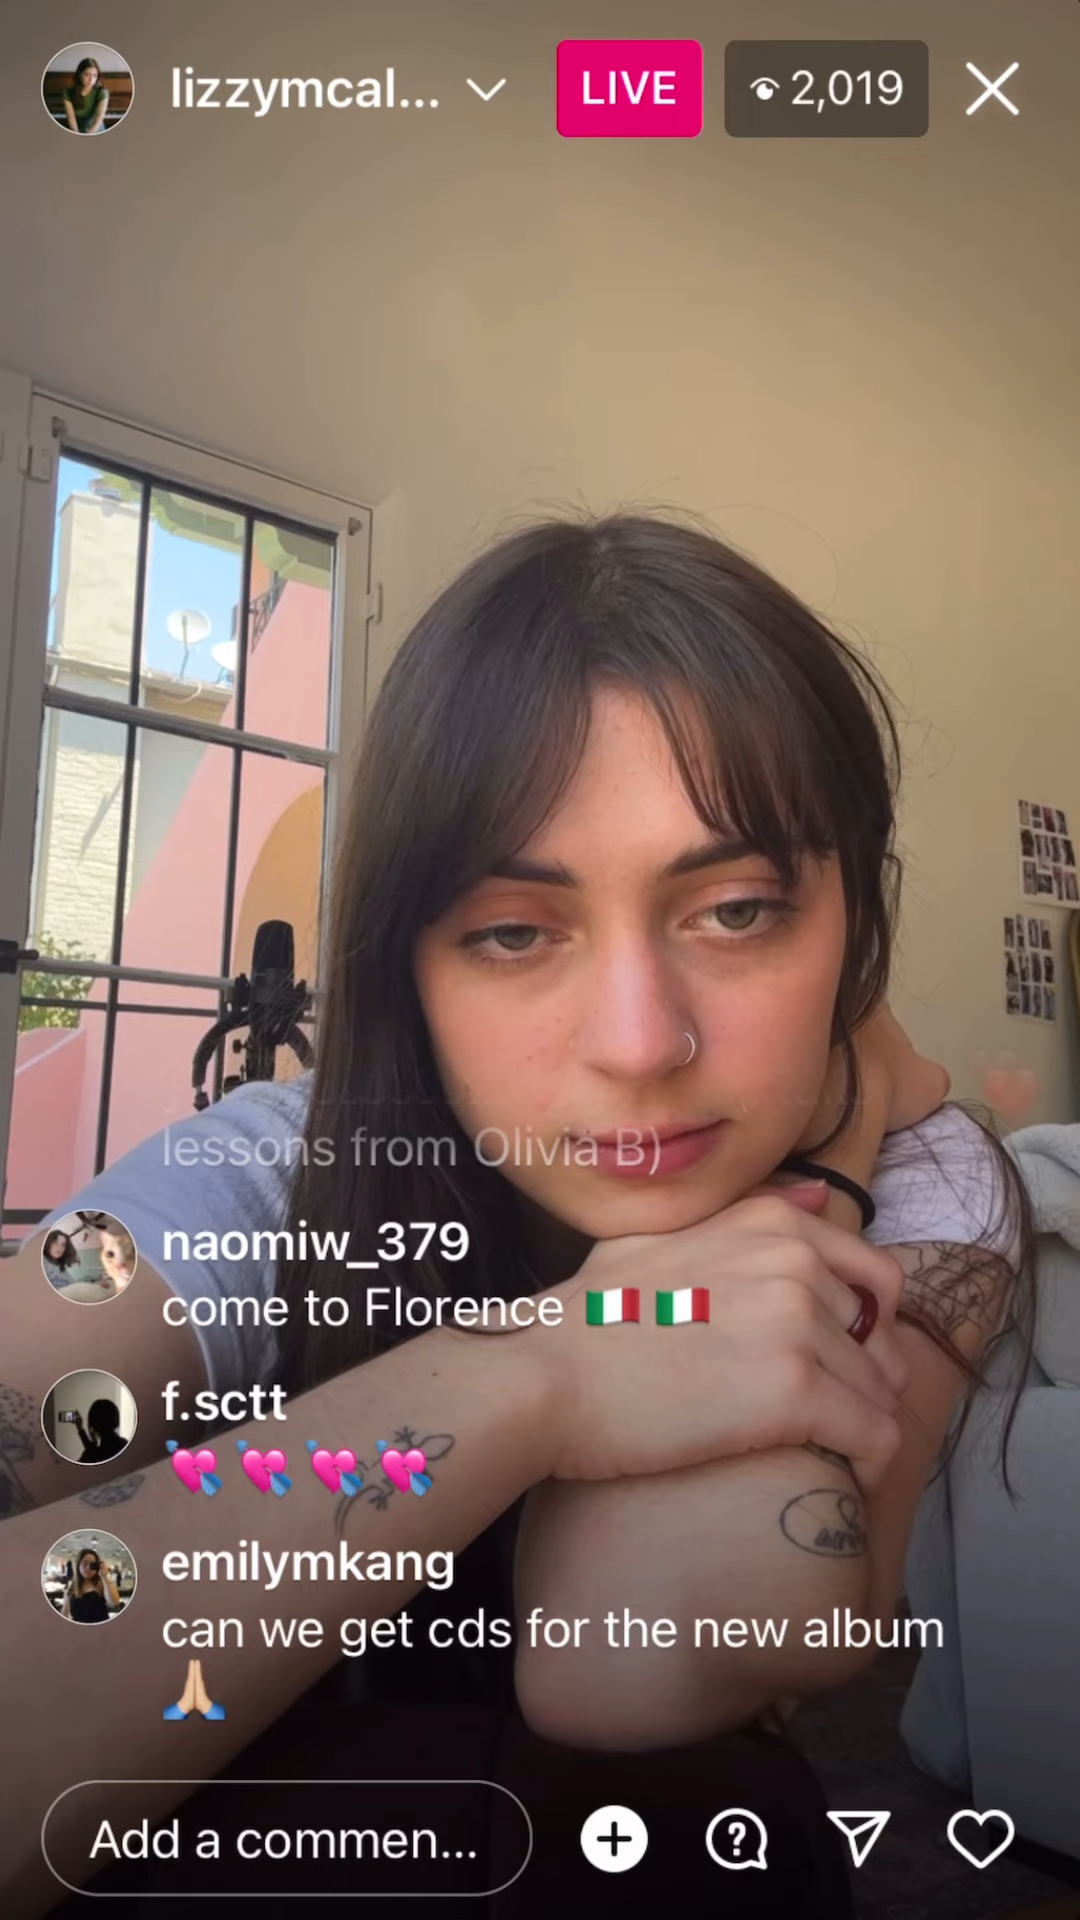 lizzymcal...
LIVE
2,019
lessons from Olivia B)
naomiw_379
come to Florence 🇮🇹 🇮🇹
f.sctt
💘 💘 💘 💘
emilymkang
can we get cds for the new album
🙏🏼
Add a commen...